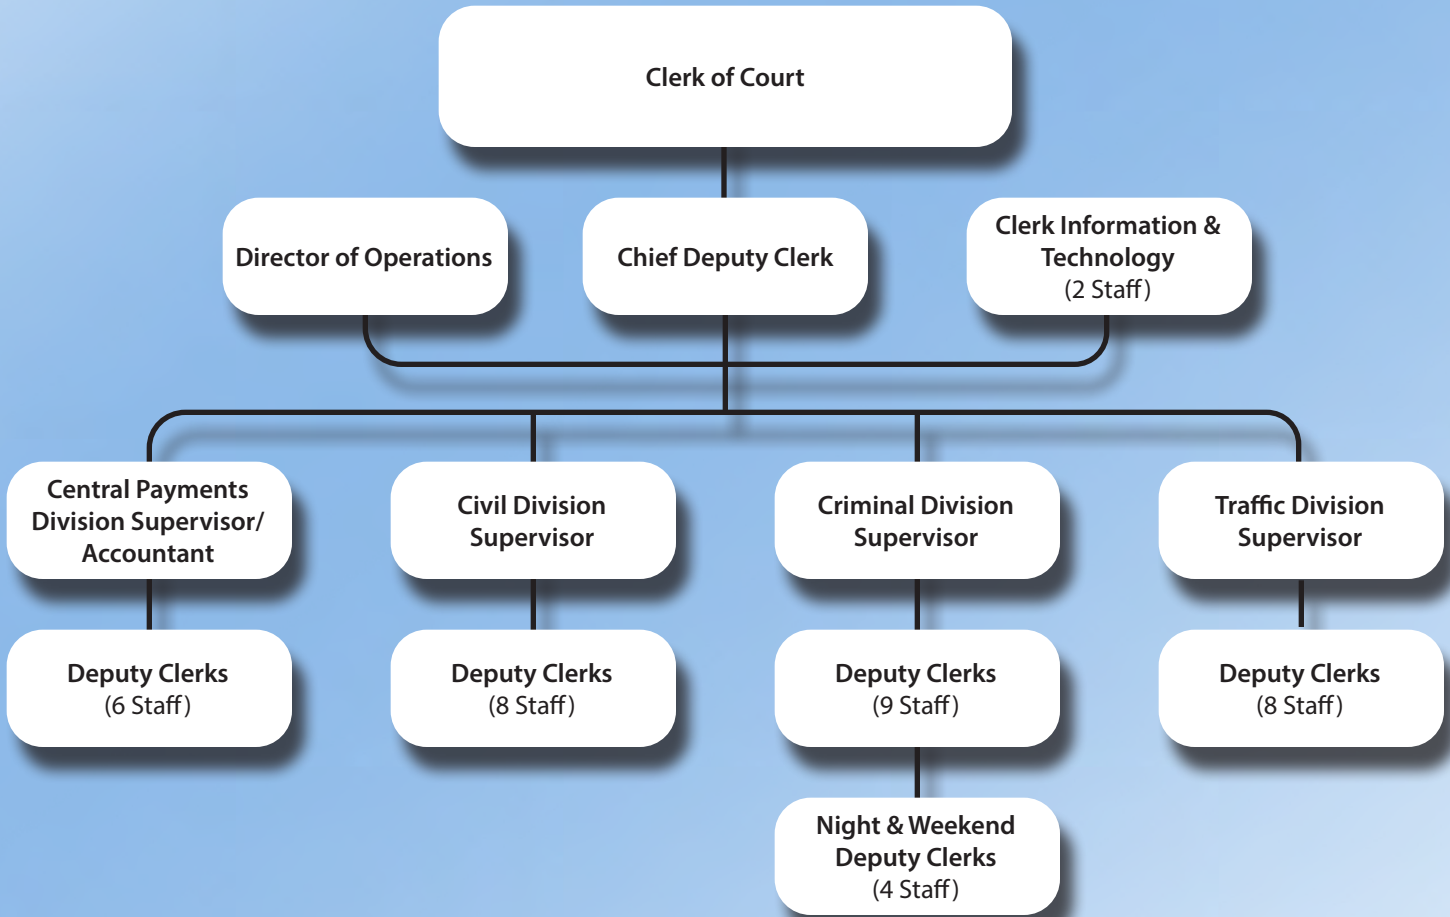 Clerk of Court
Director of Operations
Chief Deputy Clerk
Clerk Information &
Technology
(2 Staff)
Central Payments
Division Supervisor/
Accountant
Civil Division
Supervisor
Criminal Division
Supervisor
Traffic Division
Supervisor
Deputy Clerks
(6 Staff)
Deputy Clerks
(8 Staff)
Deputy Clerks
(9 Staff)
Deputy Clerks
(8 Staff)
Night & Weekend
Deputy Clerks
(4 Staff)